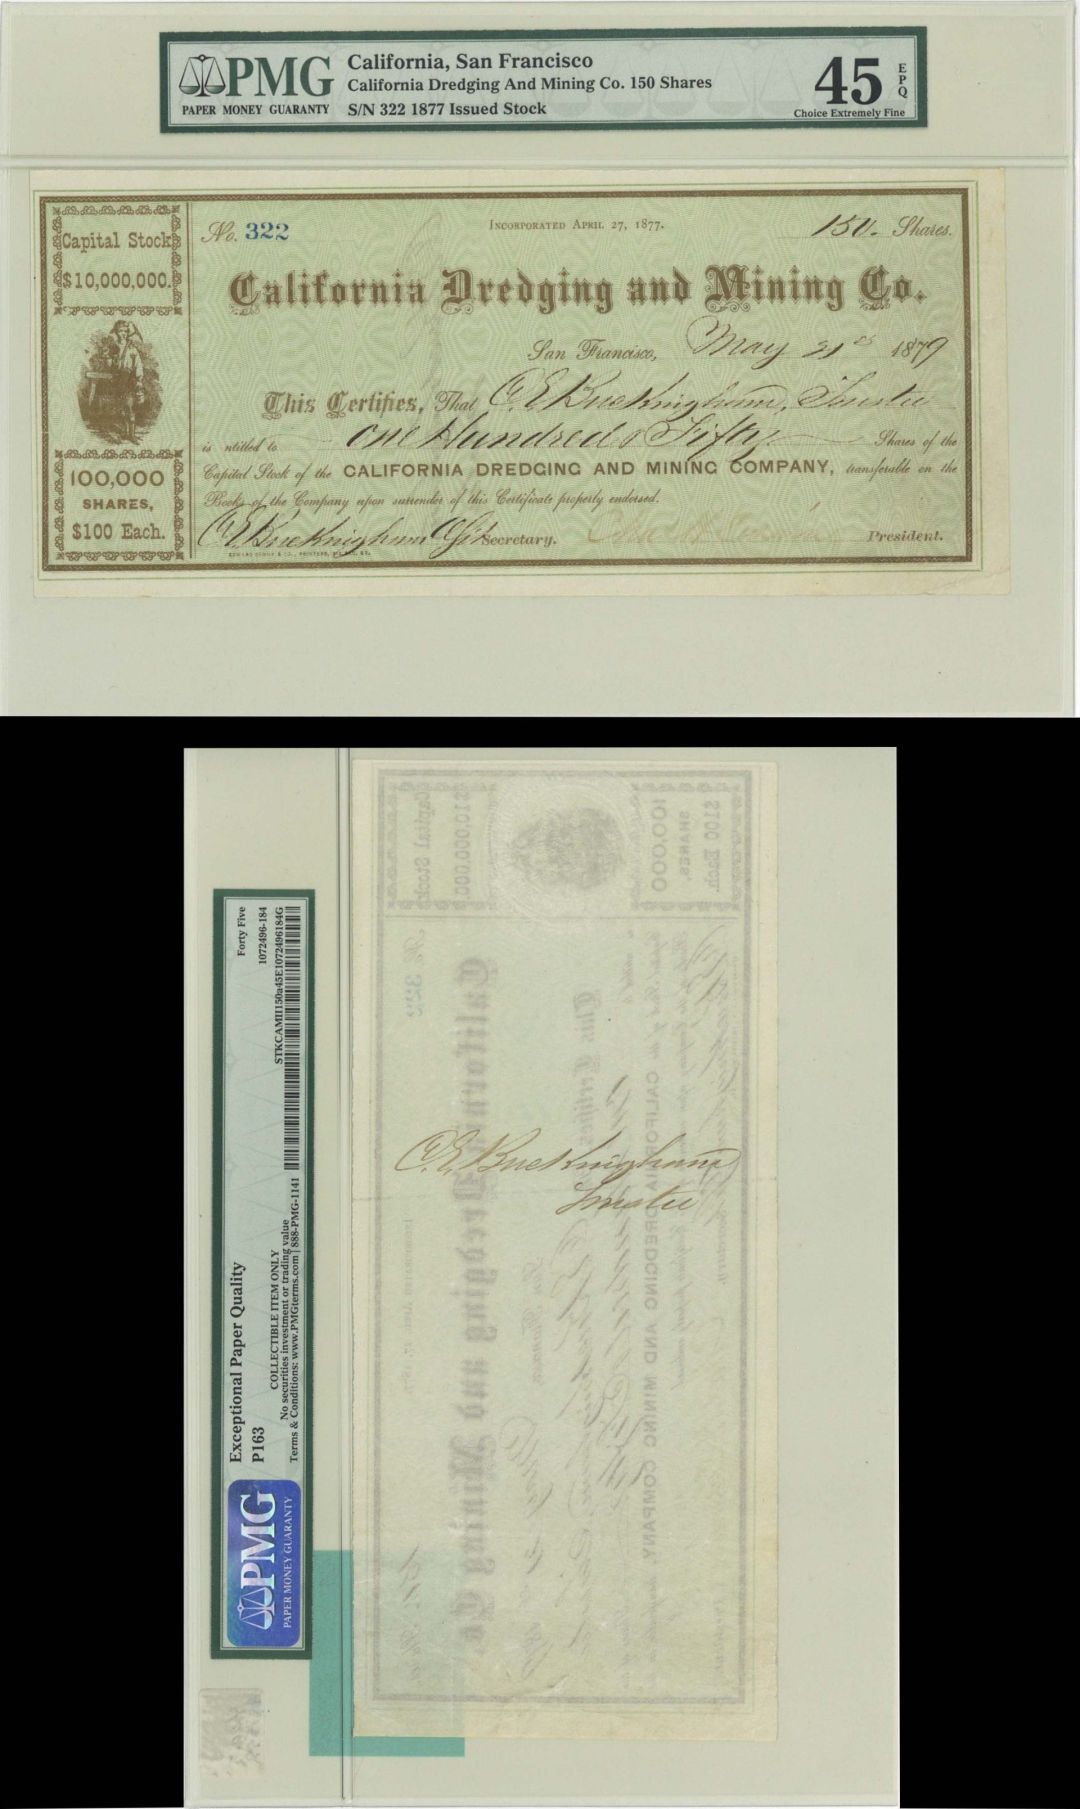 PMG
PAPER MONEY GUARANTY
California, San Francisco
California Dredging And Mining Co. 150 Shares
S/N 322 1877 Issued Stock
45 EPQ
Choice Extremely Fine
Capital Stock
$10,000,000.
100,000
SHARES,
$100 Each.
No. 322
INCORPORATED APRIL 27, 1877.
150. Shares.
California Dredging and Mining Co.
San Francisco, May 21st 1879
This Certifies, That C. E. Buckingham, Trustee
is entitled to one Hundred & Fifty Shares of the
Capital Stock of the CALIFORNIA DREDGING AND MINING COMPANY, transferable on the
Books of the Company upon surrender of this Certificate properly endorsed.
C E Buckingham Secretary. President.
Forty Five
1072496-184
STKCAMII150a45E1072496184G
Exceptional Paper Quality
P163
COLLECTIBLE ITEM ONLY
No securities investment or trading value
Terms & Conditions: www.PMGterms.com | 888-PMG-1141
PMG
PAPER MONEY GUARANTY
C. E. Buckingham
Trustee